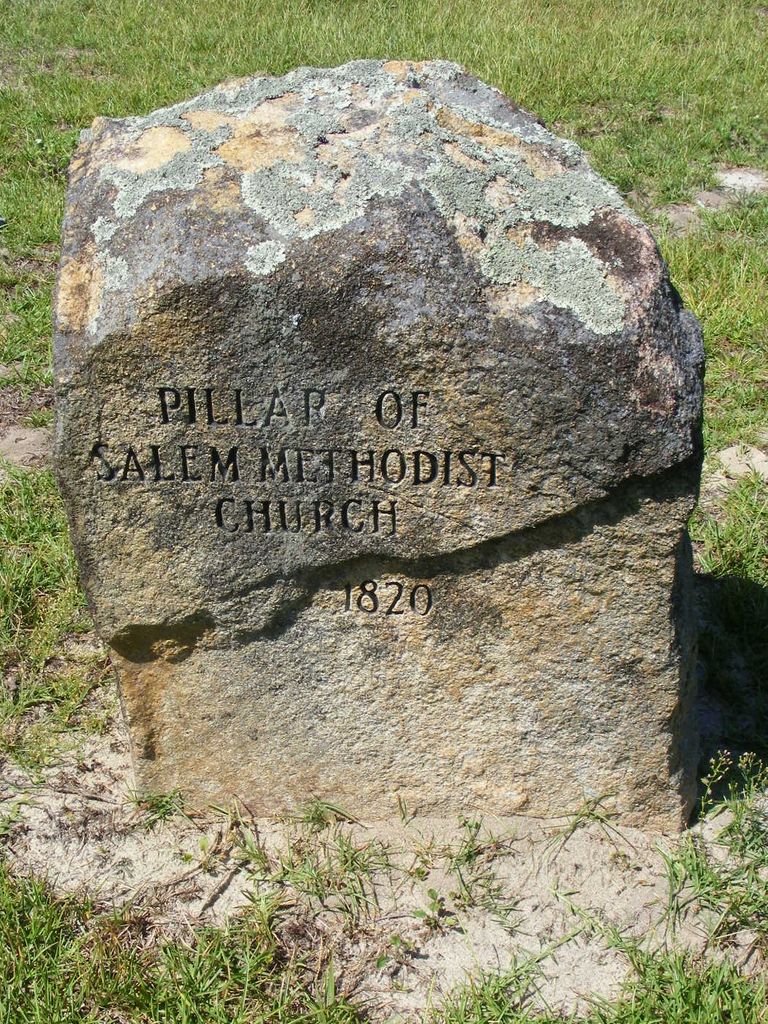 PILLAR OF
SALEM METHODIST
CHURCH
1820